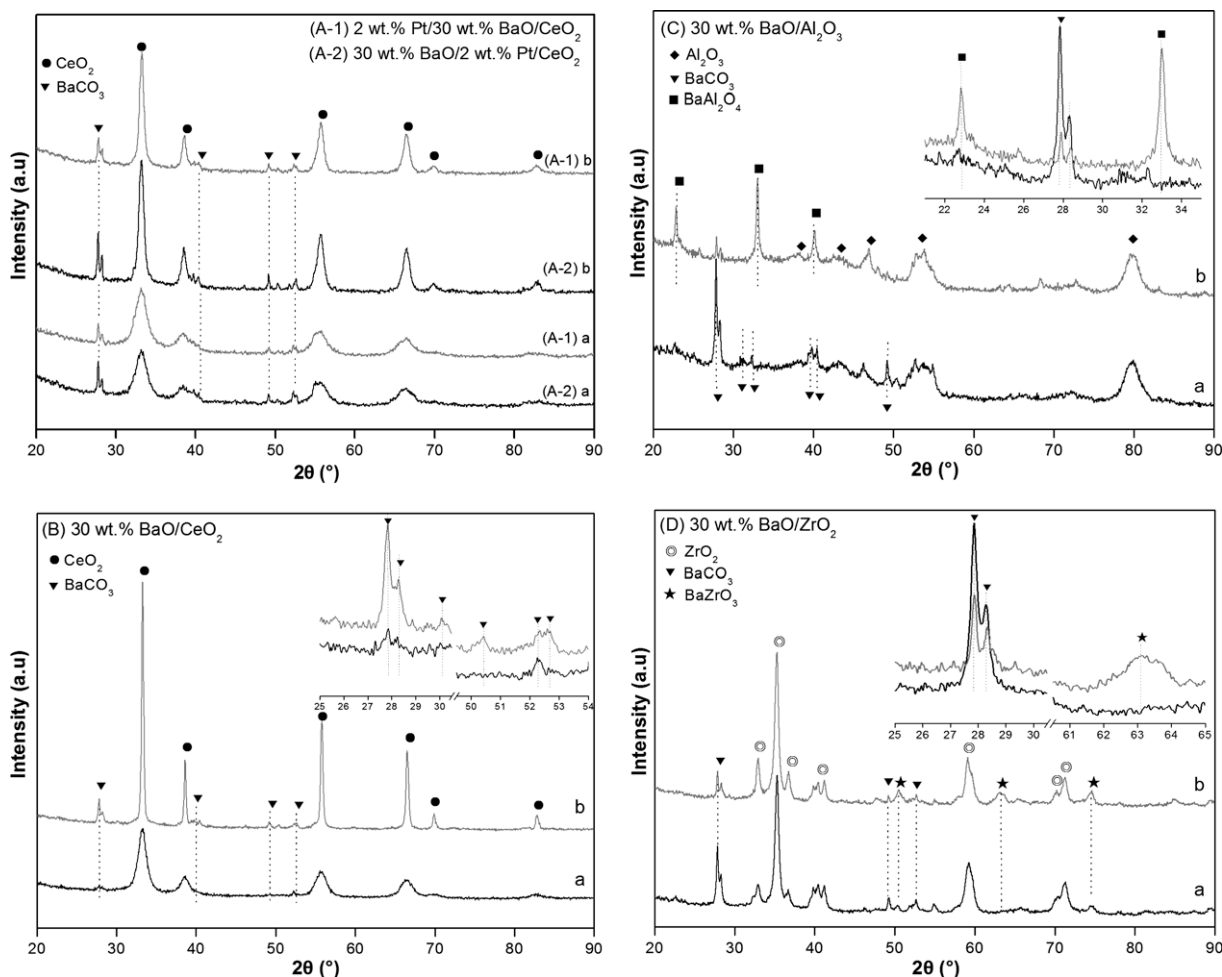 (A-1) 2 wt.% Pt/30 wt.% BaO/CeO₂
(A-2) 30 wt.% BaO/2 wt.% Pt/CeO₂
CeO₂
BaCO₃
(A-1) b
(A-2) b
(A-1) a
(A-2) a
Intensity (a.u)
20 30 40 50 60 70 80 90
2θ (°)
(C) 30 wt.% BaO/Al₂O₃
Al₂O₃
BaCO₃
BaAl₂O₄
22 24 26 28 30 32 34
b
a
Intensity (a.u)
20 30 40 50 60 70 80 90
2θ (°)
(B) 30 wt.% BaO/CeO₂
CeO₂
BaCO₃
25 26 27 28 29 30 50 51 52 53 54
b
a
Intensity (a.u)
20 30 40 50 60 70 80 90
2θ (°)
(D) 30 wt.% BaO/ZrO₂
ZrO₂
BaCO₃
BaZrO₃
25 26 27 28 29 30 61 62 63 64 65
b
a
Intensity (a.u)
20 30 40 50 60 70 80 90
2θ (°)